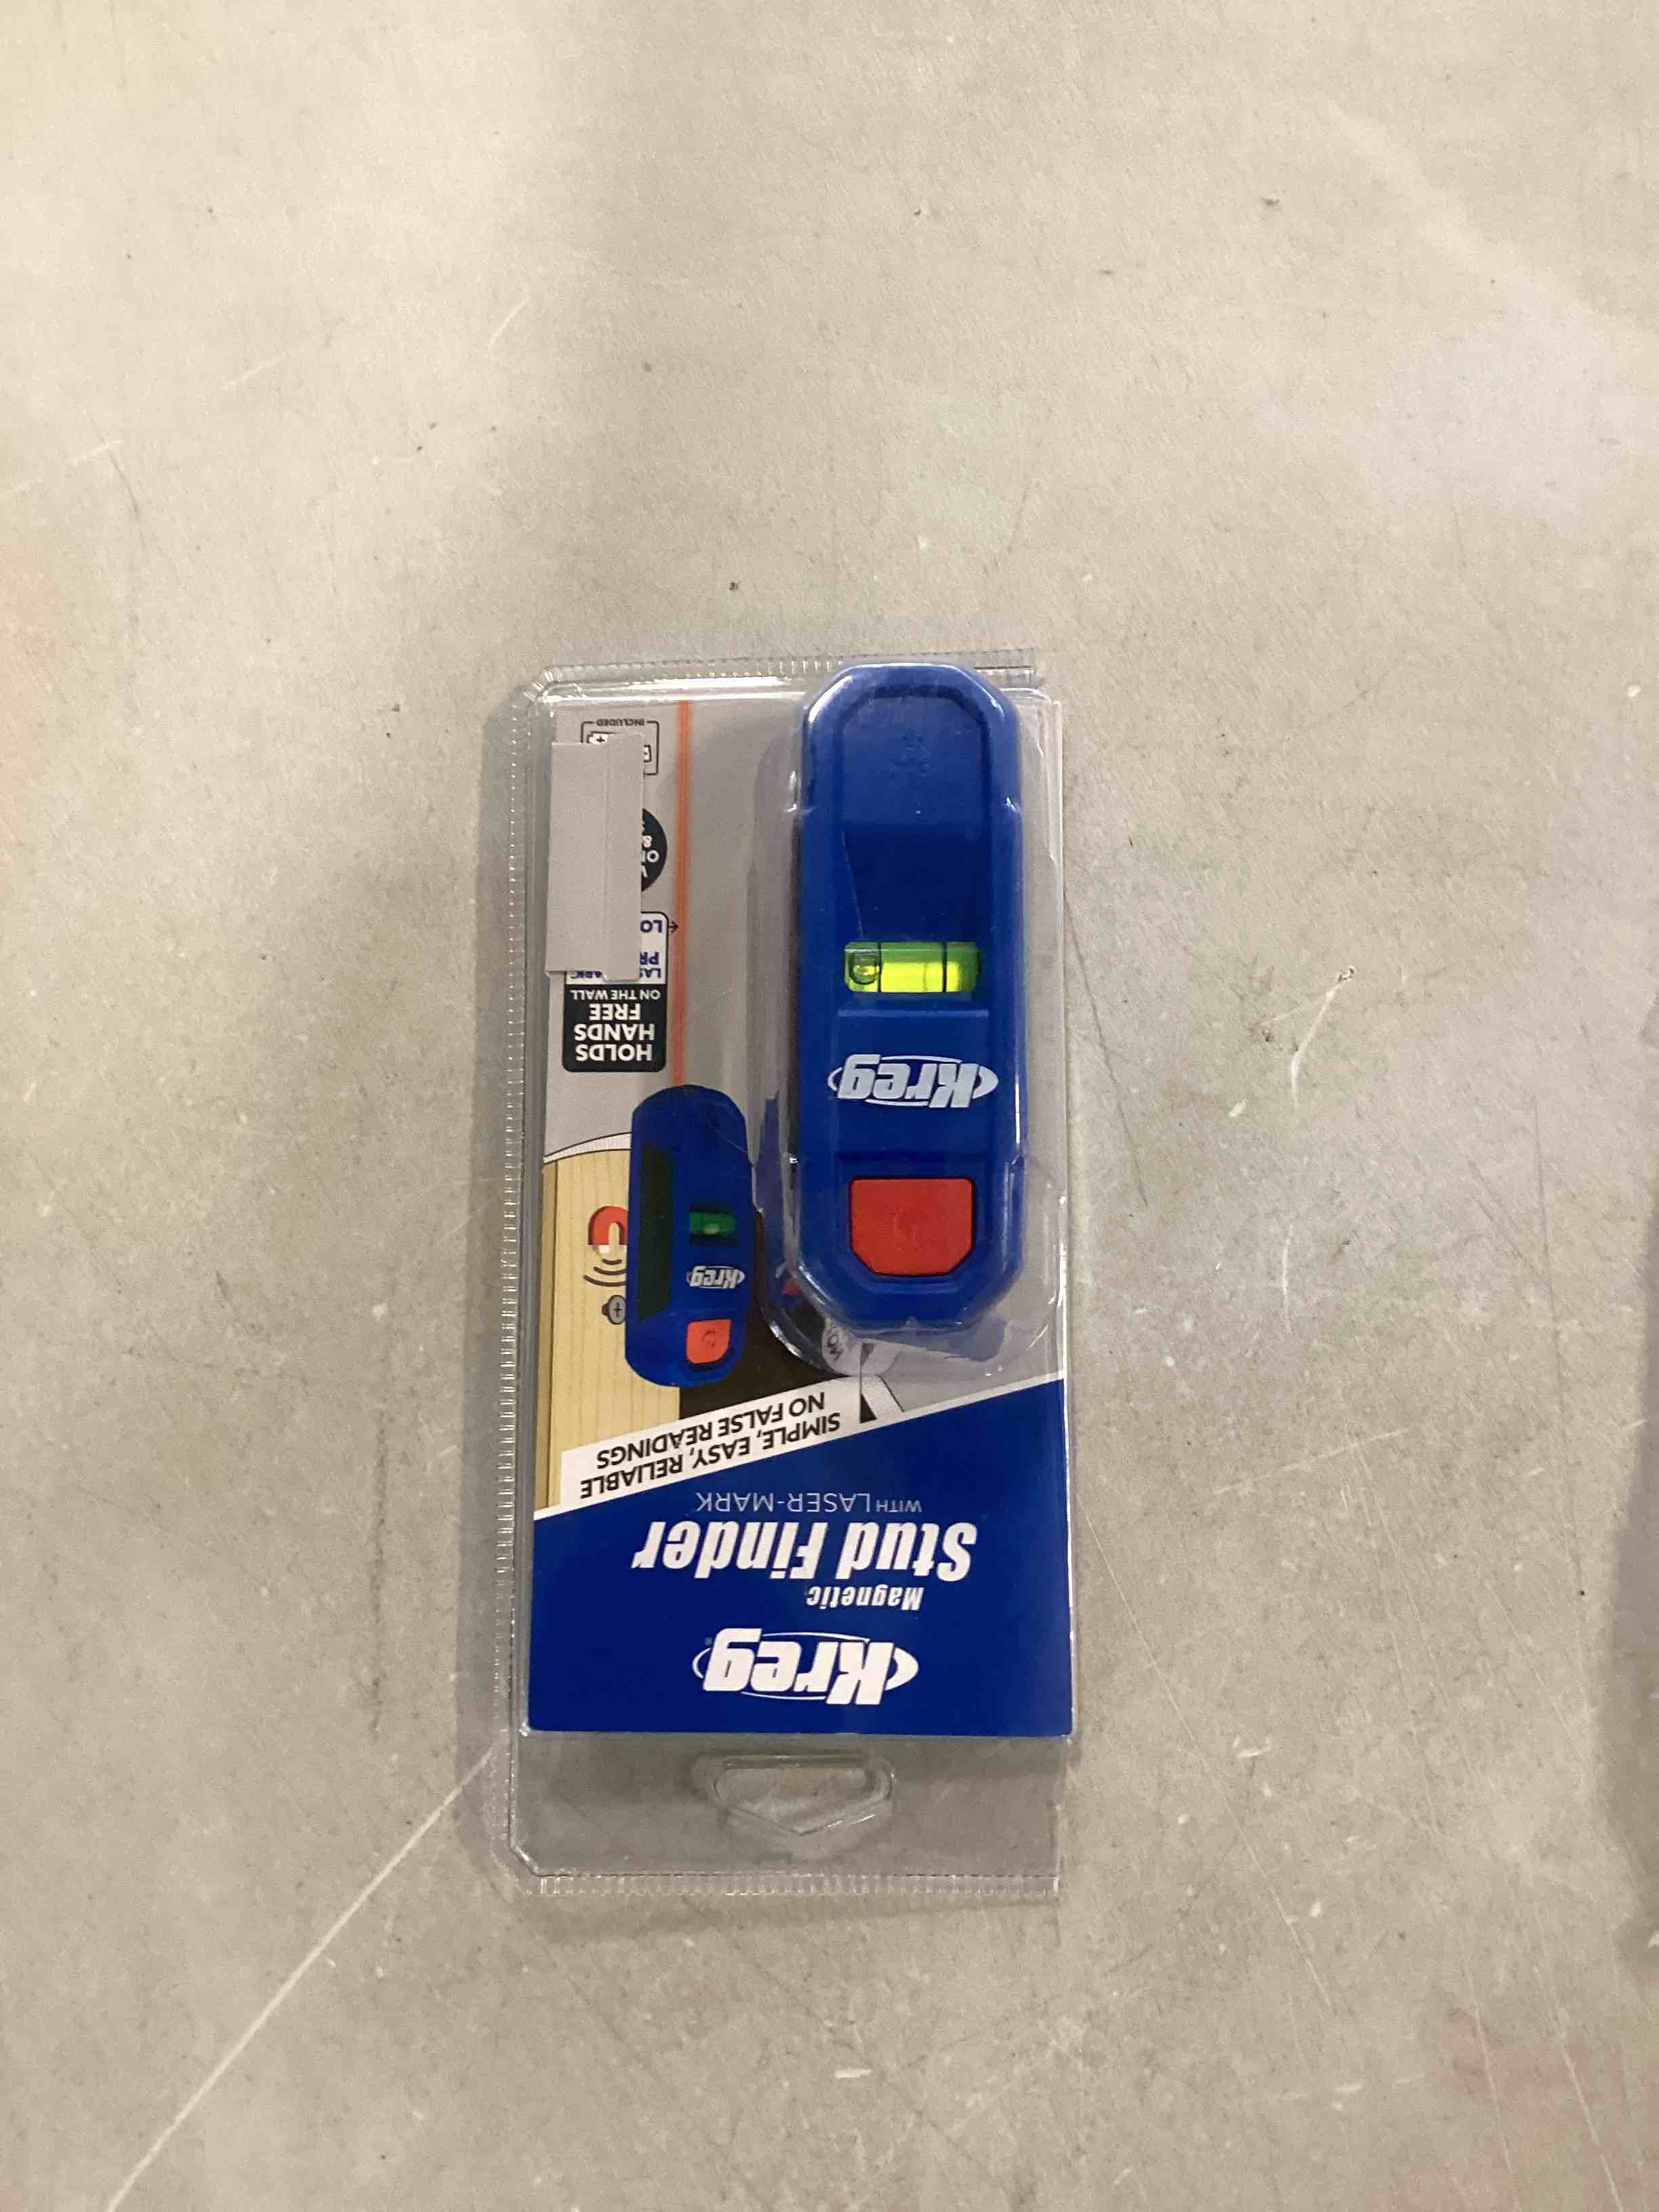 Kreg
Magnetic
Stud Finder
WITH LASER-MARK
SIMPLE, EASY, RELIABLE
NO FALSE READINGS
Kreg
Kreg
HOLDS
HANDS
FREE
ON THE WALL
INCLUDED